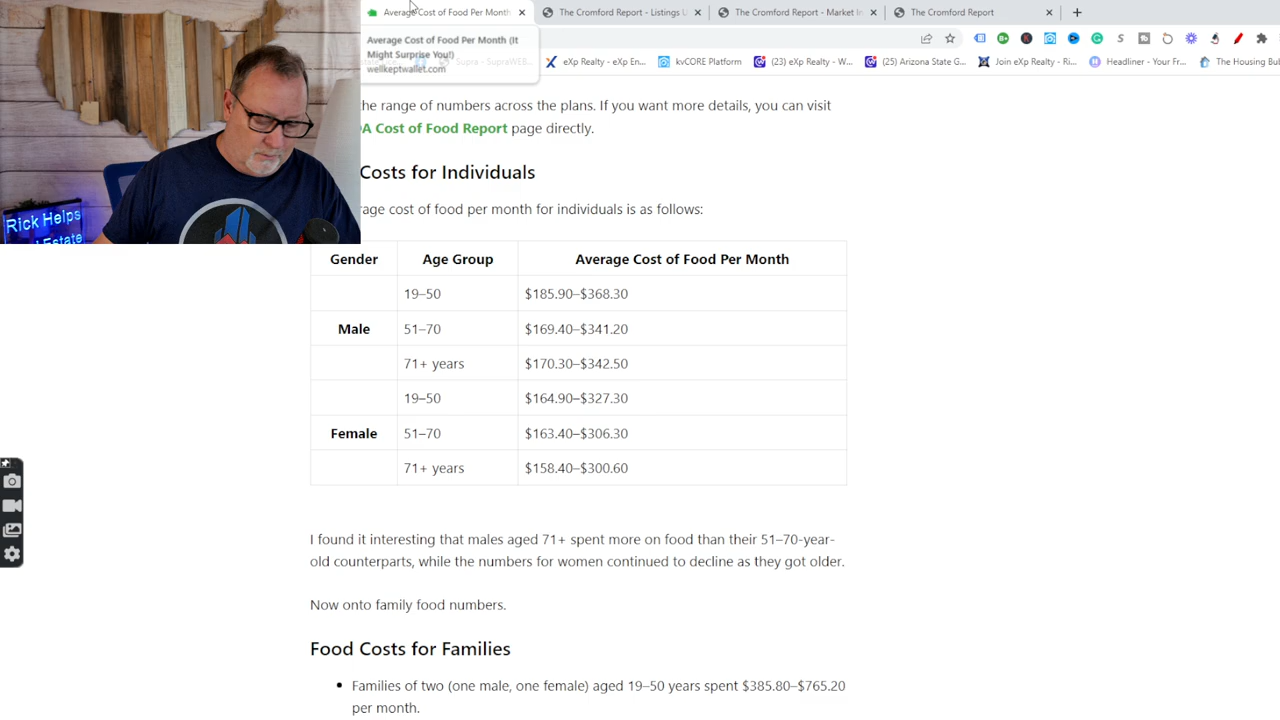 Average Cost of Food Per Month
The Cromford Report - Listings U
The Cromford Report - Market In
The Cromford Report
Average Cost of Food Per Month (It
Might Surprise You!)
wellkeptwallet.com
eXp Realty - eXp En...
kvCORE Platform
(23) eXp Realty - W...
(25) Arizona State G...
Join eXp Realty - Ri...
Headliner - Your Fr...
The Housing Bu
the range of numbers across the plans. If you want more details, you can visit
A Cost of Food Report page directly.
Costs for Individuals
rage cost of food per month for individuals is as follows:
Gender Age Group Average Cost of Food Per Month
19–50 $185.90–$368.30
Male 51–70 $169.40–$341.20
71+ years $170.30–$342.50
19–50 $164.90–$327.30
Female 51–70 $163.40–$306.30
71+ years $158.40–$300.60
I found it interesting that males aged 71+ spent more on food than their 51–70-year-
old counterparts, while the numbers for women continued to decline as they got older.
Now onto family food numbers.
Food Costs for Families
• Families of two (one male, one female) aged 19–50 years spent $385.80–$765.20
per month.
Rick Helps
l Estate